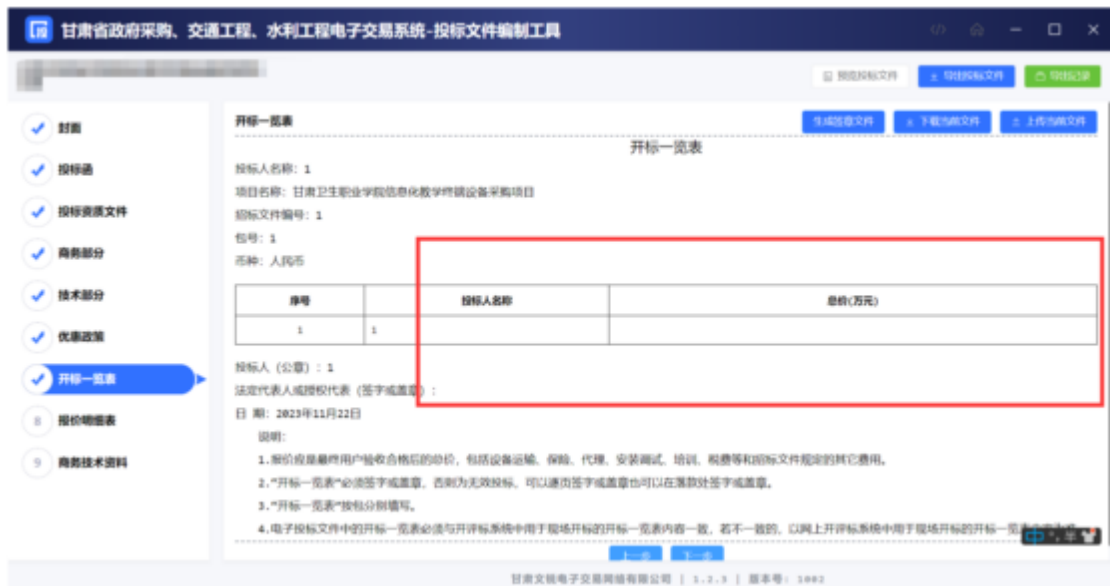 甘肃省政府采购、交通工程、水利工程电子交易系统-投标文件编制工具
预览投标文件 导出投标文件 导出记录
封面
投标函
投标资质文件
商务部分
技术部分
优惠政策
开标一览表
8 报价明细表
9 商务技术资料
开标一览表
生成签章文件 下载当前文件 上传当前文件
开标一览表
投标人名称: 1
项目名称: 甘肃卫生职业学院信息化教学终端设备采购项目
招标文件编号: 1
包号: 1
币种: 人民币
序号 投标人名称 总价(万元)
1 1
投标人 (公章) : 1
法定代表人或授权代表 (签字或盖章) :
日 期: 2023年11月22日
说明:
1.报价应是最终用户验收合格后的总价, 包括设备运输、保险、代理、安装调试、培训、税费等和招标文件规定的其它费用。
2."开标一览表"必须签字或盖章, 否则为无效投标, 可以逐页签字或盖章也可以在落款处签字或盖章。
3."开标一览表"按包分别填写。
4.电子投标文件中的开标一览表必须与开评标系统中用于现场开标的开标一览表内容一致, 若不一致的, 以网上开评标系统中用于现场开标的开标一览
中 半
上一步 下一步
甘肃文锐电子交易网络有限公司 | 1.2.3 | 版本号: 1002